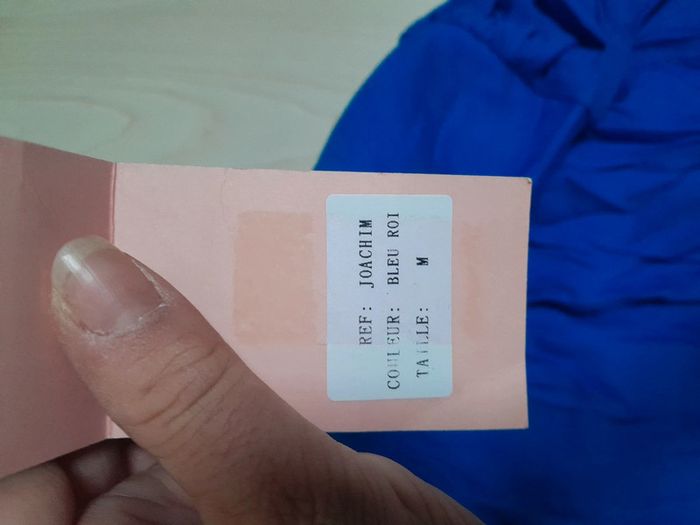 REF: JOACHIM
COULEUR: BLEU ROI
TAILLE: M